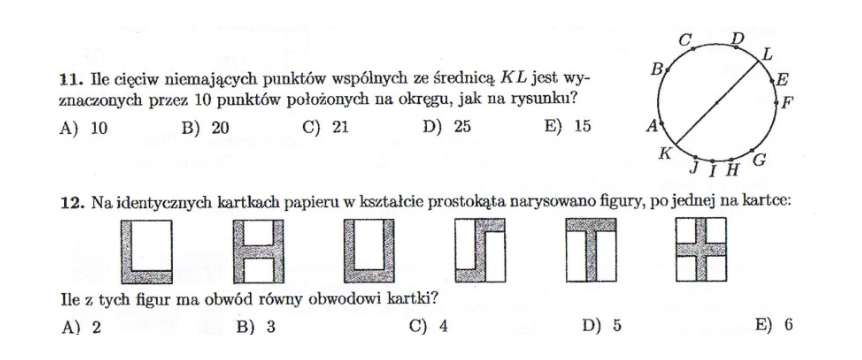 11. Ile cięciw niemających punktów wspólnych ze średnicą KL jest wy-
znaczonych przez 10 punktów położonych na okręgu, jak na rysunku?
A) 10 B) 20 C) 21 D) 25 E) 15
C D L
B E
F
A
K J I H G
12. Na identycznych kartkach papieru w kształcie prostokąta narysowano figury, po jednej na kartce:
Ile z tych figur ma obwód równy obwodowi kartki?
A) 2 B) 3 C) 4 D) 5 E) 6